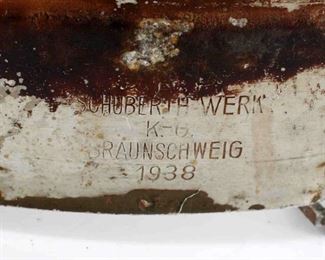 SCHUBERTH-WERK
K.-G.
BRAUNSCHWEIG
1938